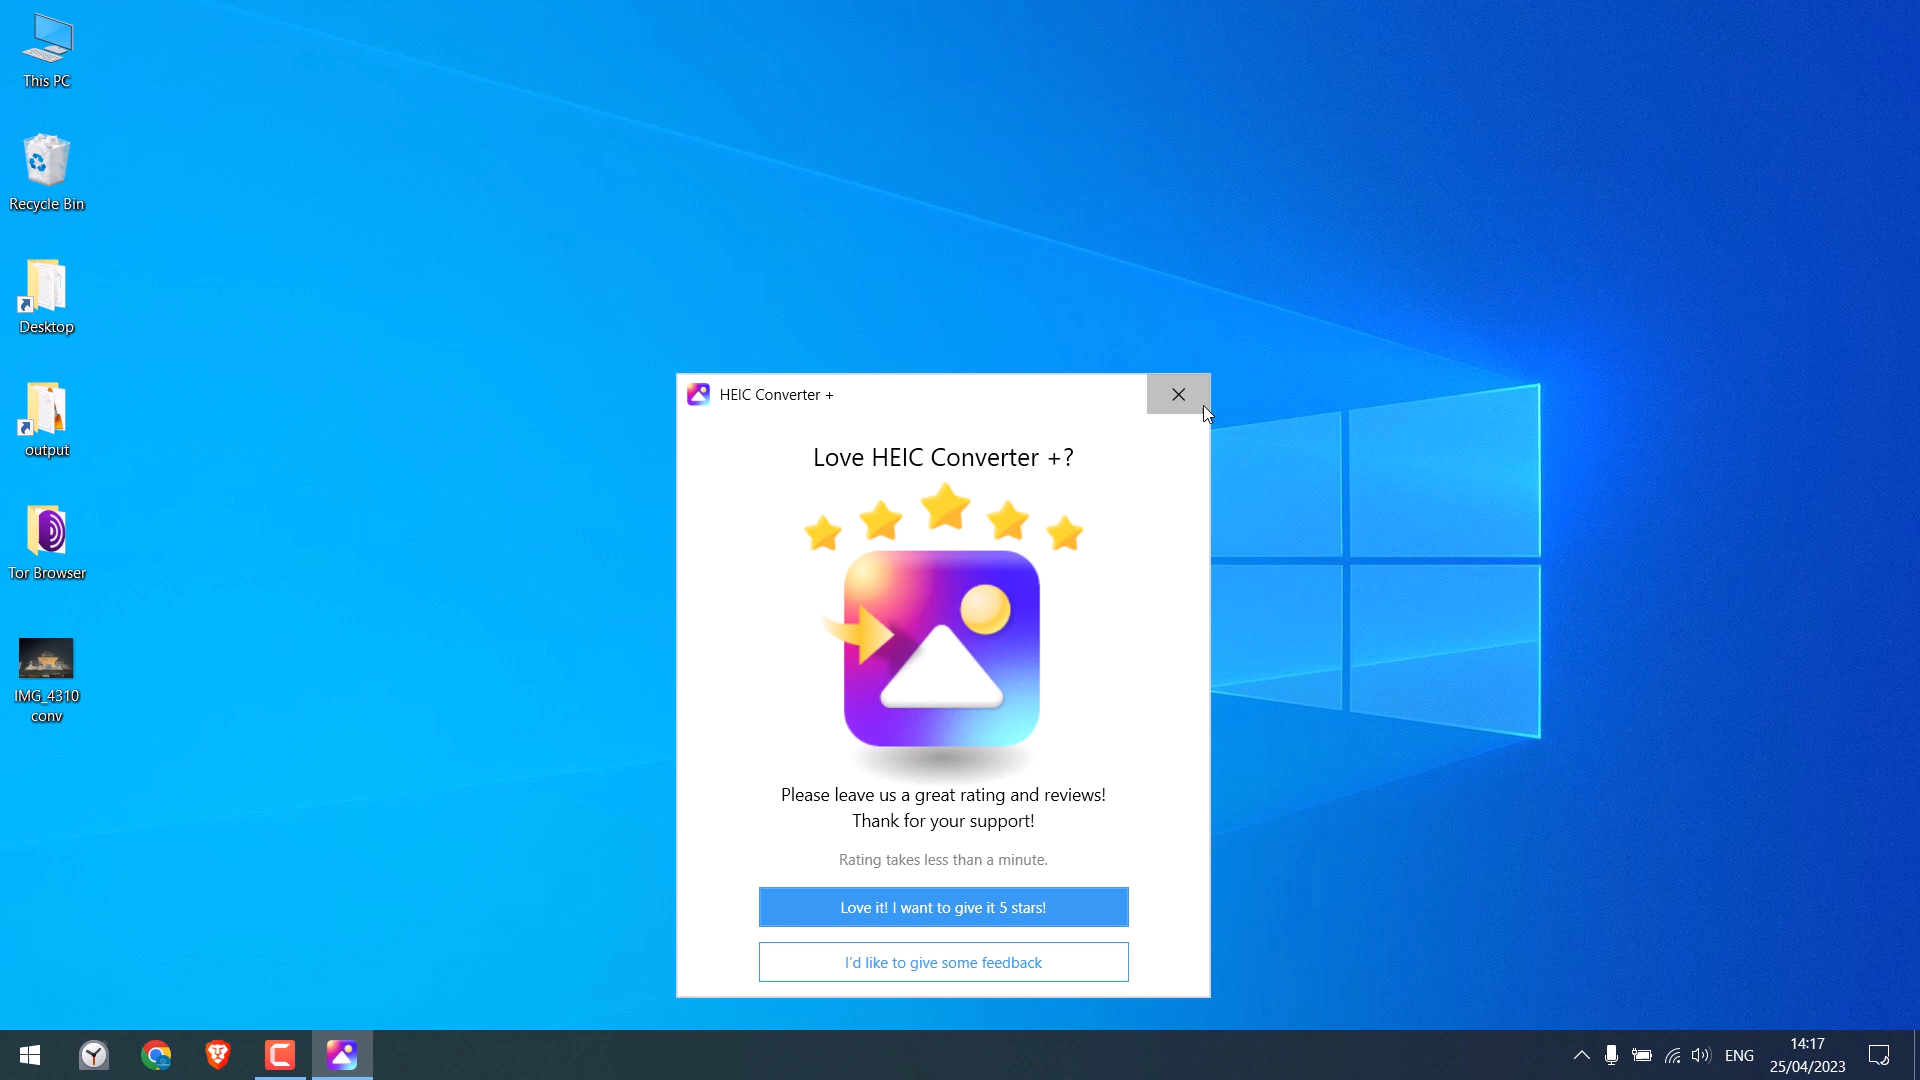 This PC
Recycle Bin
Desktop
output
Tor Browser
IMG_4310
conv
HEIC Converter +
Love HEIC Converter +?
Please leave us a great rating and reviews!
Thank for your support!
Rating takes less than a minute.
Love it! I want to give it 5 stars!
I'd like to give some feedback
ENG
14:17
25/04/2023